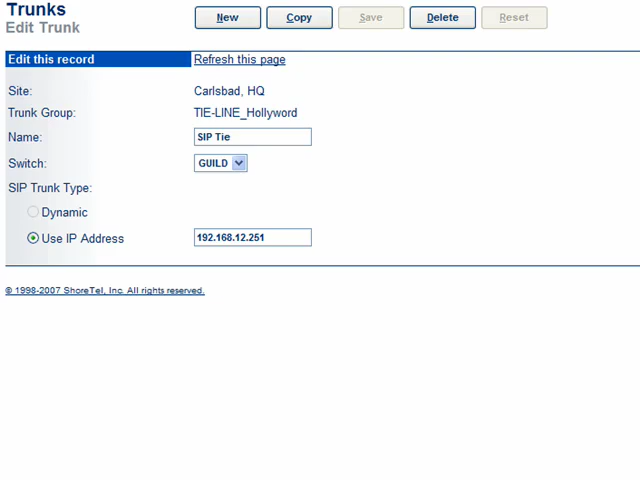 Trunks
Edit Trunk
New Copy Save Delete Reset
Edit this record Refresh this page
Site: Carlsbad, HQ
Trunk Group: TIE-LINE_Hollyword
Name: SIP Tie
Switch: GUILD
SIP Trunk Type:
Dynamic
Use IP Address 192.168.12.251
© 1998-2007 ShoreTel, Inc. All rights reserved.